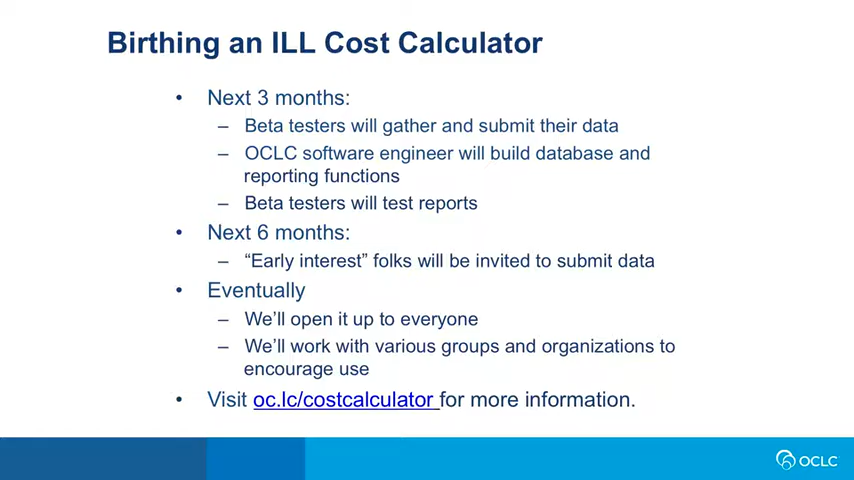 Birthing an ILL Cost Calculator
• Next 3 months:
– Beta testers will gather and submit their data
– OCLC software engineer will build database and
reporting functions
– Beta testers will test reports
• Next 6 months:
– “Early interest” folks will be invited to submit data
• Eventually
– We’ll open it up to everyone
– We’ll work with various groups and organizations to
encourage use
• Visit oc.lc/costcalculator for more information.
OCLC